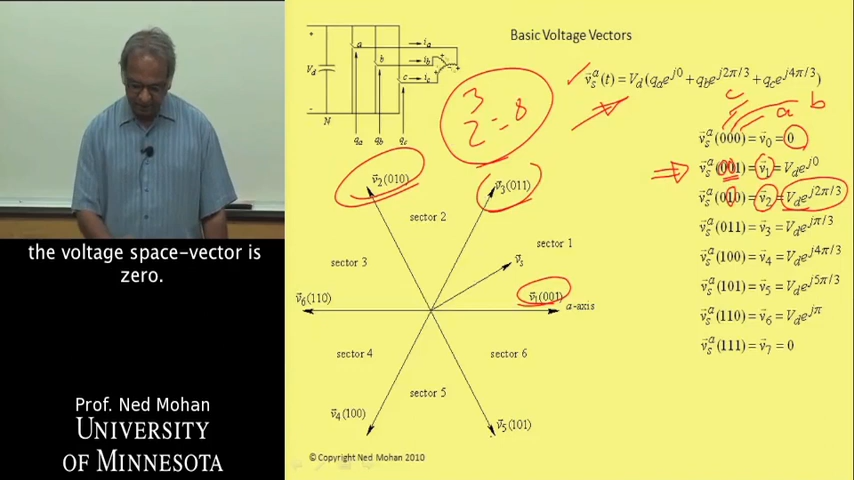 Basic Voltage Vectors
+
V_d
-
N
a
b
c
i_a
i_b
i_c
q_a q_b q_c
3
2 = 8
✓ v⃗_s^a(t) = V_d(q_a e^{j0} + q_b e^{j2π/3} + q_c e^{j4π/3})
c a b
v⃗_s^a(000) = v⃗_0 = 0
v⃗_s^a(001) = v⃗_1 = V_d e^{j0}
v⃗_s^a(010) = v⃗_2 = V_d e^{j2π/3}
v⃗_s^a(011) = v⃗_3 = V_d e^{jπ/3}
v⃗_s^a(100) = v⃗_4 = V_d e^{j4π/3}
v⃗_s^a(101) = v⃗_5 = V_d e^{j5π/3}
v⃗_s^a(110) = v⃗_6 = V_d e^{jπ}
v⃗_s^a(111) = v⃗_7 = 0
v⃗_2(010)
v⃗_3(011)
sector 2
sector 1
sector 3
v⃗_s
v⃗_6(110)
v⃗_1(001)
a-axis
sector 4
sector 6
sector 5
v⃗_4(100)
v⃗_5(101)
© Copyright Ned Mohan 2010
the voltage space-vector is
zero.
Prof. Ned Mohan
UNIVERSITY
OF MINNESOTA